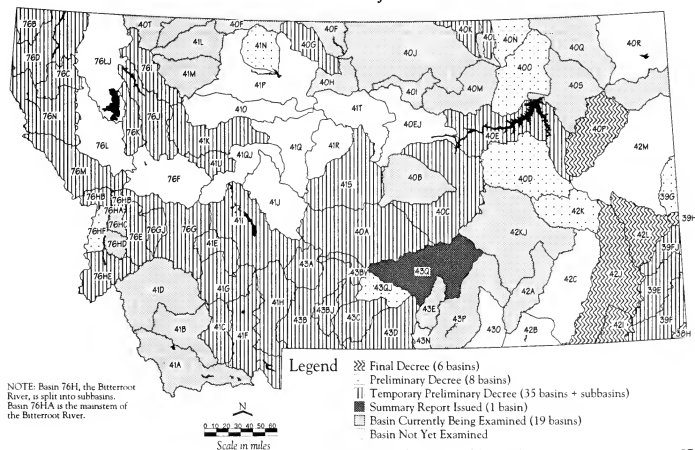 76B
40T
40F
40F
40K
40N
40Q
40R
76D
76LJ
76I
41L
41N
40G
40J
40L
40O
76C
41M
41P
40H
40I
40M
40S
76J
41O
41T
40EJ
40E
40P
76N
76K
41K
41U
41QJ
41Q
41R
42M
76L
76M
76F
41J
41S
40B
40D
76HB
76HB
41I
40C
42K
39G
76HA
76HF
76HC
76E
76GJ
76G
40A
39H
76HD
41E
42KJ
42L
39FJ
76HE
43A
43BV
43Q
43QJ
42J
41D
41G
41H
43B
43BJ
43C
43E
42A
42C
39E
41B
41C
41F
43D
43P
43O
42B
42I
39F
41A
43N
38H
Legend
Final Decree (6 basins)
Preliminary Decree (8 basins)
Temporary Preliminary Decree (35 basins + subbasins)
Summary Report Issued (1 basin)
Basin Currently Being Examined (19 basins)
Basin Not Yet Examined
NOTE: Basin 76H, the Bitterroot
River, is split into subbasins.
Basin 76HA is the mainstem of
the Bitterroot River.
N
0 10 20 30 40 50 60
Scale in miles